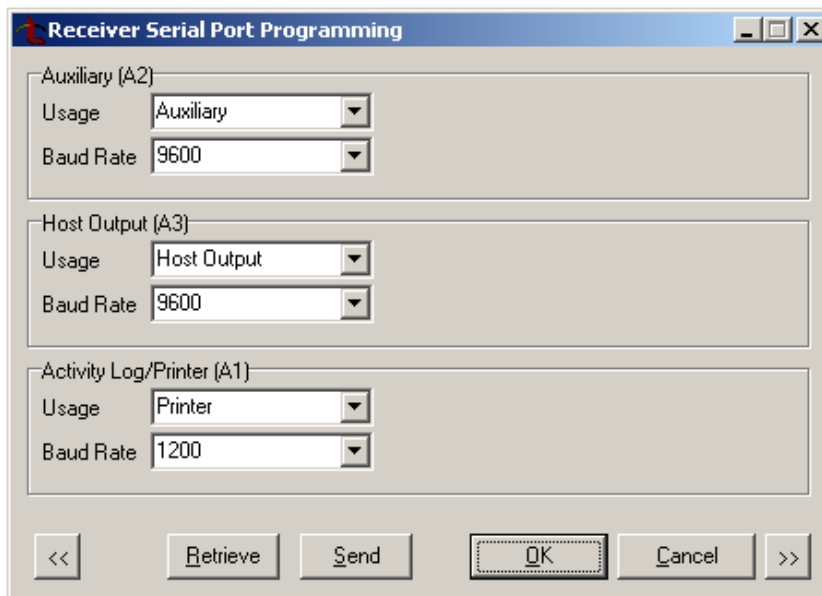 Receiver Serial Port Programming
Auxiliary (A2)
Usage Auxiliary
Baud Rate 9600
Host Output (A3)
Usage Host Output
Baud Rate 9600
Activity Log/Printer (A1)
Usage Printer
Baud Rate 1200
<< Retrieve Send OK Cancel >>